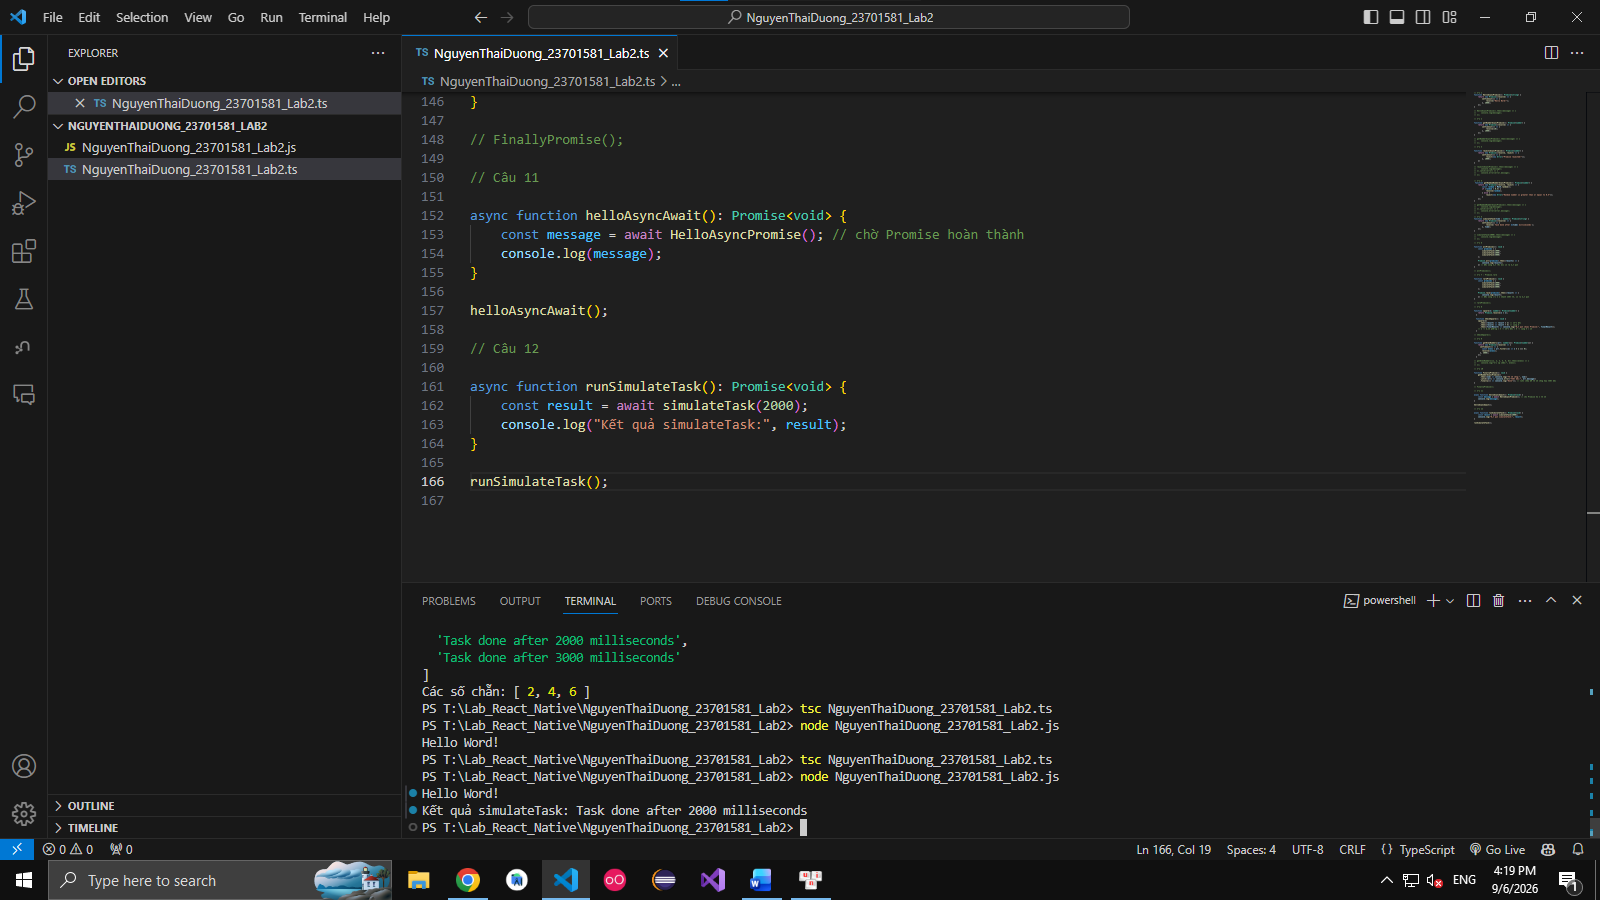 File Edit Selection View Go Run Terminal Help
NguyenThaiDuong_23701581_Lab2
EXPLORER
OPEN EDITORS
TS NguyenThaiDuong_23701581_Lab2.ts
NGUYENTHAIDUONG_23701581_LAB2
JS NguyenThaiDuong_23701581_Lab2.js
TS NguyenThaiDuong_23701581_Lab2.ts
OUTLINE
TIMELINE
TS NguyenThaiDuong_23701581_Lab2.ts
TS NguyenThaiDuong_23701581_Lab2.ts > ...
146 }
147
148 // FinallyPromise();
149
150 // Câu 11
151
152 async function helloAsyncAwait(): Promise<void> {
153 const message = await HelloAsyncPromise(); // chờ Promise hoàn thành
154 console.log(message);
155 }
156
157 helloAsyncAwait();
158
159 // Câu 12
160
161 async function runSimulateTask(): Promise<void> {
162 const result = await simulateTask(2000);
163 console.log("Kết quả simulateTask:", result);
164 }
165
166 runSimulateTask();
167
PROBLEMS OUTPUT TERMINAL PORTS DEBUG CONSOLE
powershell
'Task done after 2000 milliseconds',
'Task done after 3000 milliseconds'
]
Các số chẵn: [ 2, 4, 6 ]
PS T:\Lab_React_Native\NguyenThaiDuong_23701581_Lab2> tsc NguyenThaiDuong_23701581_Lab2.ts
PS T:\Lab_React_Native\NguyenThaiDuong_23701581_Lab2> node NguyenThaiDuong_23701581_Lab2.js
Hello Word!
PS T:\Lab_React_Native\NguyenThaiDuong_23701581_Lab2> tsc NguyenThaiDuong_23701581_Lab2.ts
PS T:\Lab_React_Native\NguyenThaiDuong_23701581_Lab2> node NguyenThaiDuong_23701581_Lab2.js
Hello Word!
Kết quả simulateTask: Task done after 2000 milliseconds
PS T:\Lab_React_Native\NguyenThaiDuong_23701581_Lab2>
0 0 0
Ln 166, Col 19 Spaces: 4 UTF-8 CRLF {} TypeScript Go Live
Type here to search
ENG
4:19 PM
9/6/2026
1